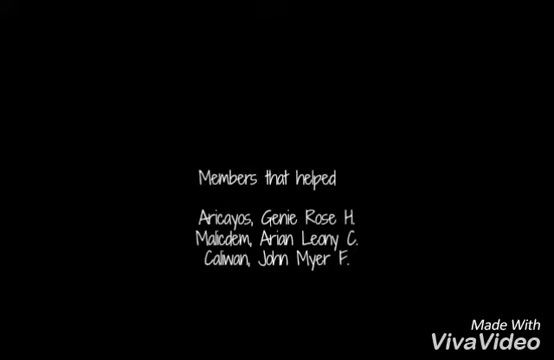 Members that helped
Aricayos, Genie Rose H.
Malicdem, Arian Leony C.
Caliwan, John Myer F.
Made With
VivaVideo